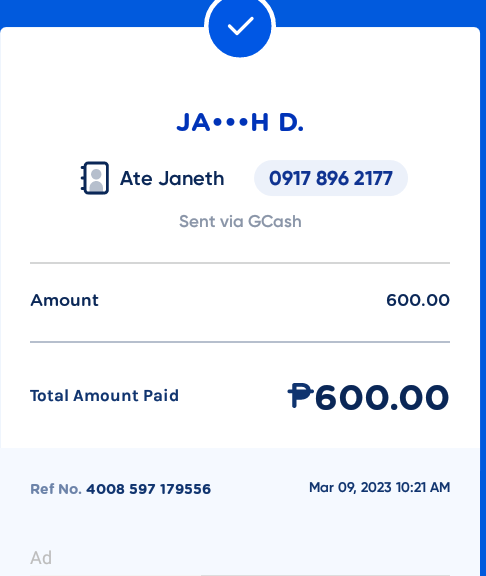 JA•••H D.
Ate Janeth 0917 896 2177
Sent via GCash
Amount 600.00
Total Amount Paid ₱600.00
Ref No. 4008 597 179556 Mar 09, 2023 10:21 AM
Ad